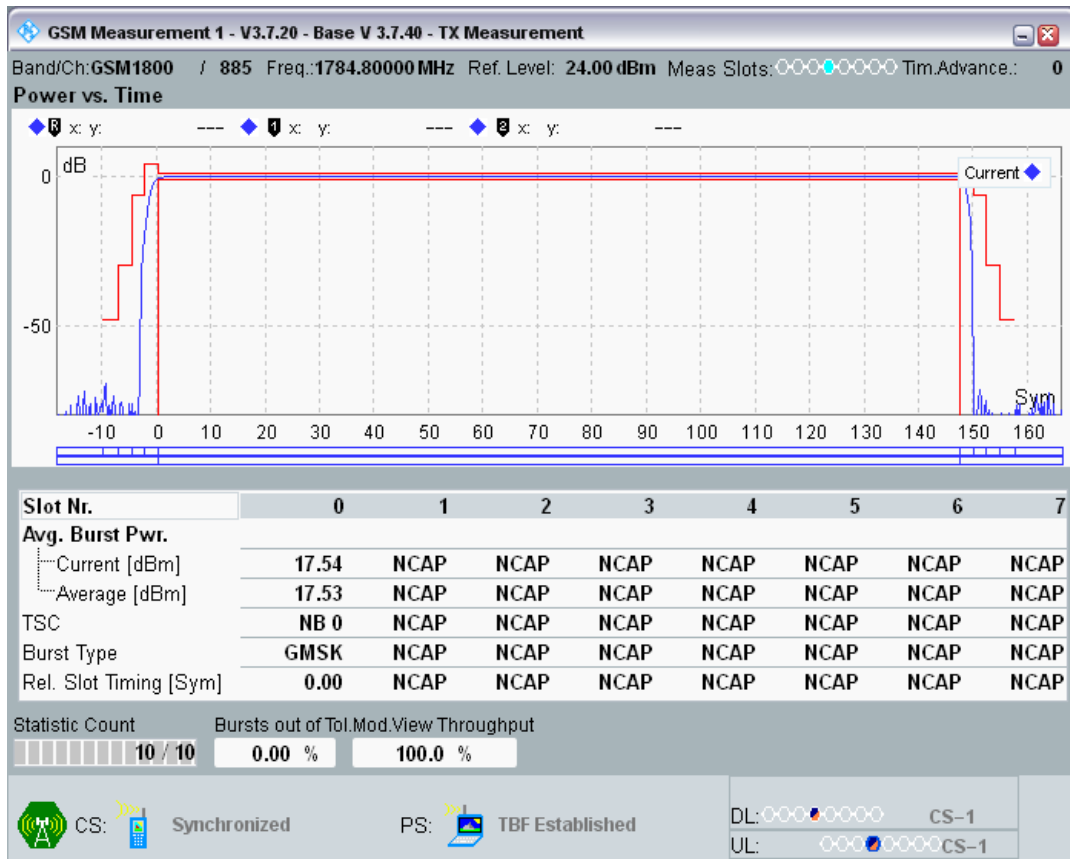 GSM Measurement 1 - V3.7.20 - Base V 3.7.40 - TX Measurement
Band/Ch:GSM1800 / 885 Freq.:1784.80000 MHz Ref. Level: 24.00 dBm Meas Slots: Tim.Advance.: 0
Power vs. Time
R x: y: --- 1 x: y: --- 2 x: y: ---
dB
Current
0
-50
Sym
-10 0 10 20 30 40 50 60 70 80 90 100 110 120 130 140 150 160
Slot Nr. 0 1 2 3 4 5 6 7
Avg. Burst Pwr.
Current [dBm] 17.54 NCAP NCAP NCAP NCAP NCAP NCAP NCAP
Average [dBm] 17.53 NCAP NCAP NCAP NCAP NCAP NCAP NCAP
TSC NB 0 NCAP NCAP NCAP NCAP NCAP NCAP NCAP
Burst Type GMSK NCAP NCAP NCAP NCAP NCAP NCAP NCAP
Rel. Slot Timing [Sym] 0.00 NCAP NCAP NCAP NCAP NCAP NCAP NCAP
Statistic Count Bursts out of Tol.Mod.View Throughput
10 / 10 0.00 % 100.0 %
CS: Synchronized PS: TBF Established DL: CS-1
UL: CS-1